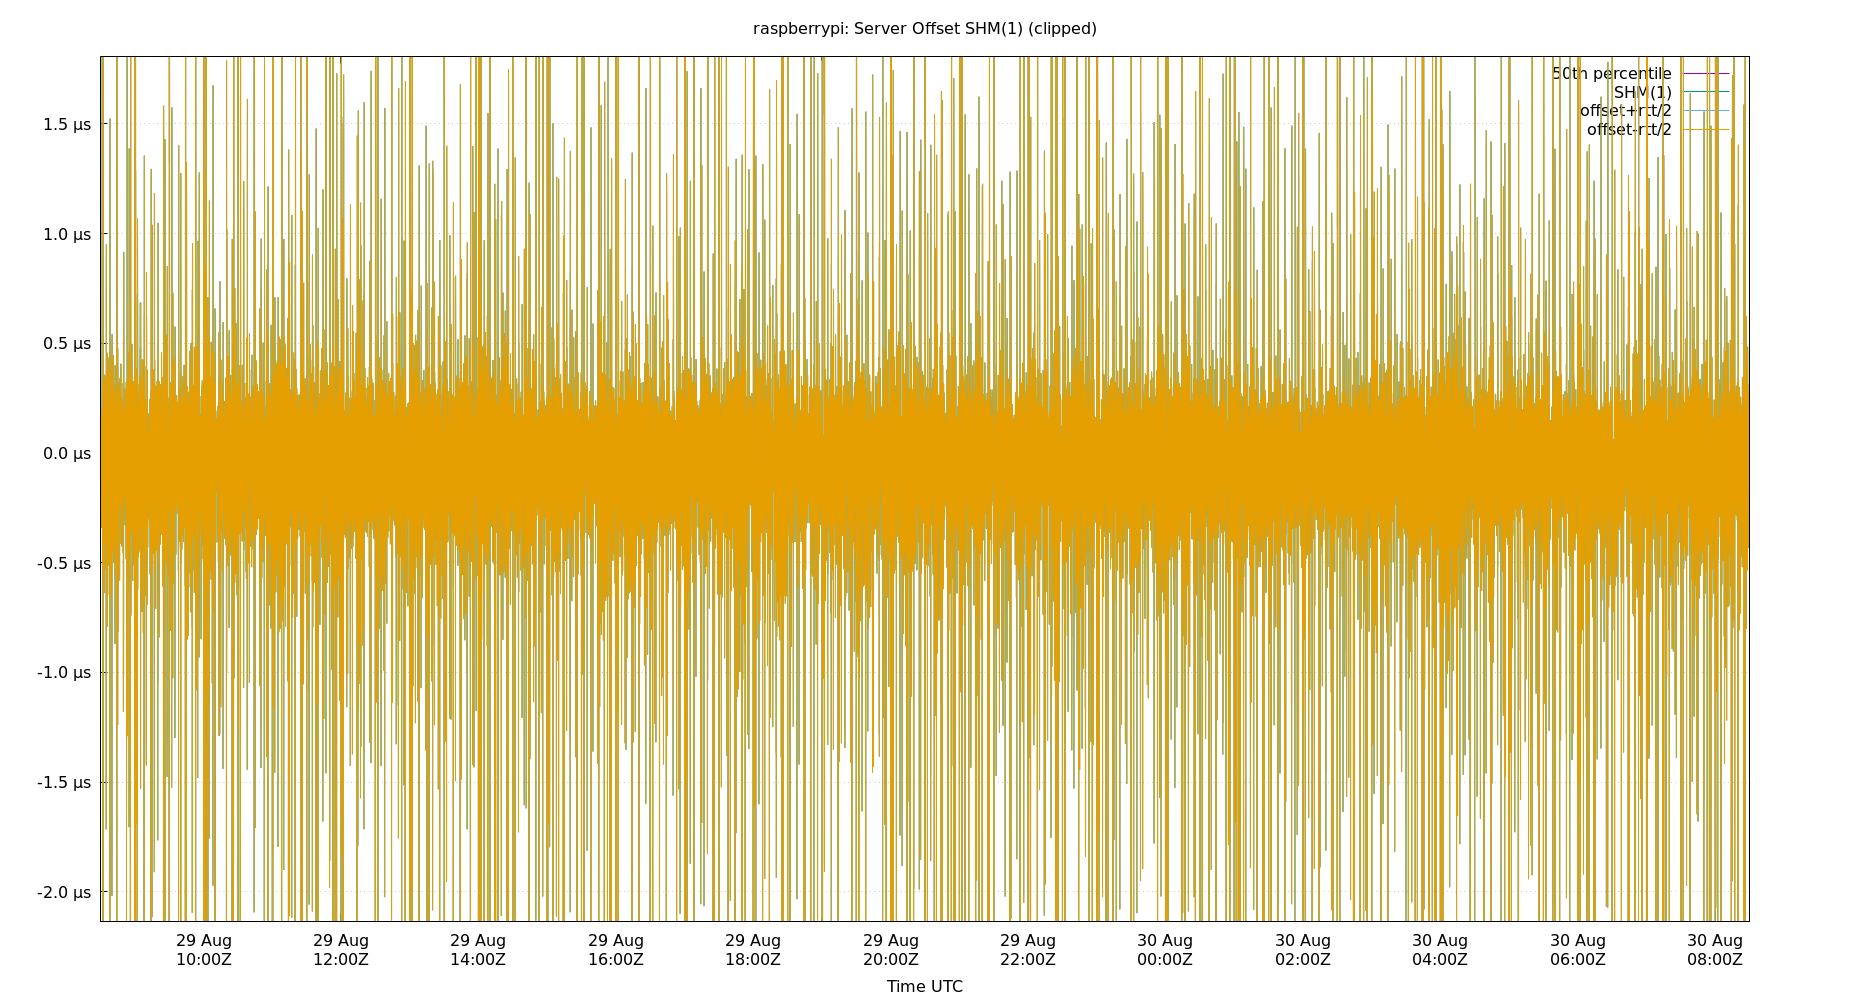 raspberrypi: Server Offset SHM(1) (clipped)
50th percentile
SHM(1)
offset+rtt/2
offset-rtt/2
1.5 µs
1.0 µs
0.5 µs
0.0 µs
-0.5 µs
-1.0 µs
-1.5 µs
-2.0 µs
29 Aug 29 Aug 29 Aug 29 Aug 29 Aug 29 Aug 29 Aug 30 Aug 30 Aug 30 Aug 30 Aug 30 Aug
10:00Z 12:00Z 14:00Z 16:00Z 18:00Z 20:00Z 22:00Z 00:00Z 02:00Z 04:00Z 06:00Z 08:00Z
Time UTC